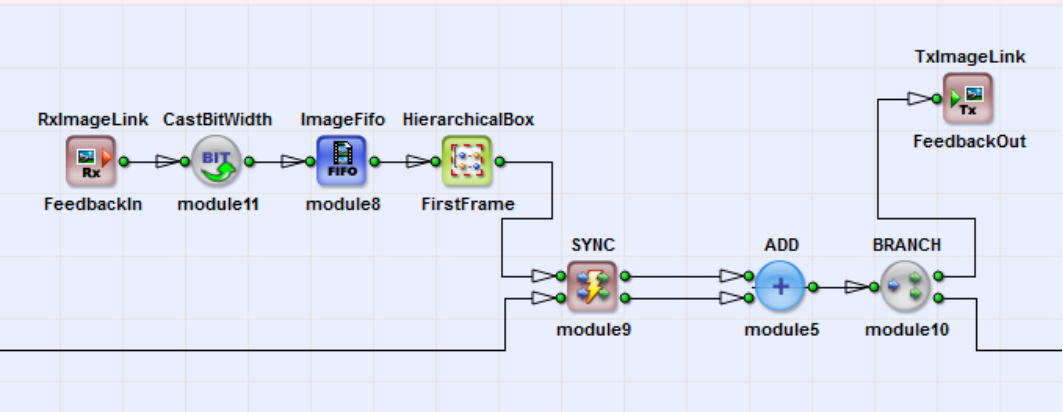 TxImageLink
Tx
FeedbackOut
RxImageLink CastBitWidth ImageFifo HierarchicalBox
Rx BIT FIFO
FeedbackIn module11 module8 FirstFrame
SYNC ADD BRANCH
+
module9 module5 module10